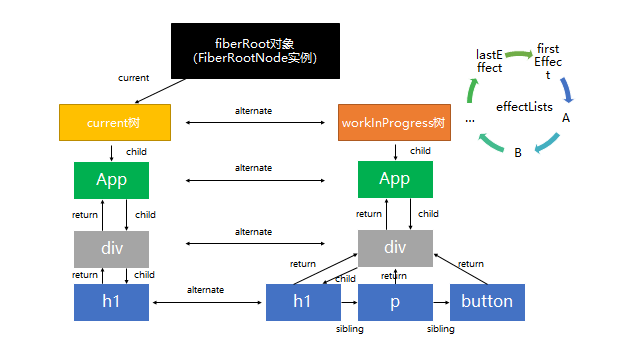 fiberRoot对象
(FiberRootNode实例)
current
current树
alternate
workInProgress树
child
child
App
alternate
App
return
child
return
child
div
alternate
div
return
child
return
child
return
return
h1
alternate
h1
p
button
sibling
sibling
lastE
ffect
first
Effec
t
effectLists
...
A
B